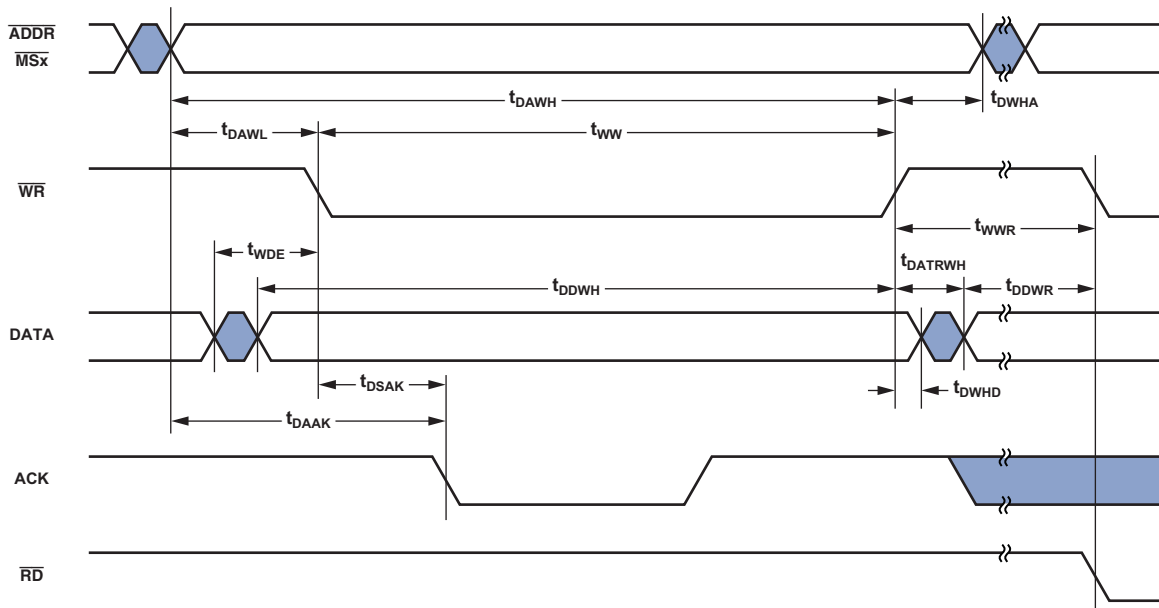 ADDR
MSx
tDAWH
tDWHA
tDAWL
tWW
WR
tWWR
tWDE
tDATRWH
tDDWH
tDDWR
DATA
tDSAK
tDWHD
tDAAK
ACK
RD